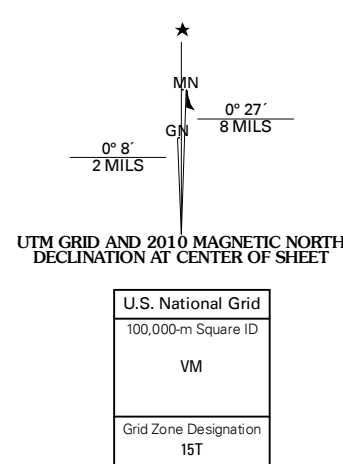 MN
0° 27´
8 MILS
GN
0° 8´
2 MILS
UTM GRID AND 2010 MAGNETIC NORTH
DECLINATION AT CENTER OF SHEET
U.S. National Grid
100,000-m Square ID
VM
Grid Zone Designation
15T